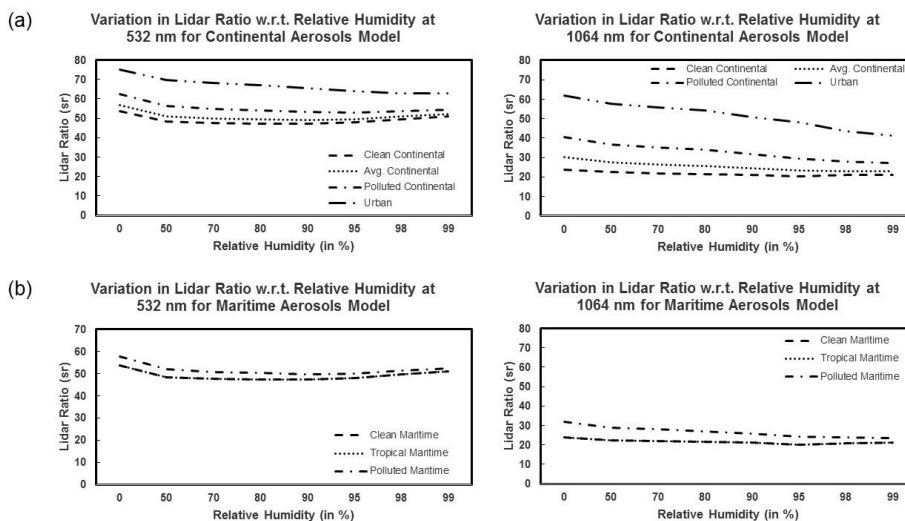 (a)
Variation in Lidar Ratio w.r.t. Relative Humidity at
532 nm for Continental Aerosols Model
Lidar Ratio (sr)
80
70
60
50
40
30
20
10
0
Clean Continental
Avg. Continental
Polluted Continental
Urban
0 50 70 80 90 95 98 99
Relative Humidity (in %)
Variation in Lidar Ratio w.r.t. Relative Humidity at
1064 nm for Continental Aerosols Model
Lidar Ratio (sr)
80
70
60
50
40
30
20
10
0
Clean Continental Avg. Continental
Polluted Continental Urban
0 50 70 80 90 95 98 99
Relative Humidity (in %)
(b)
Variation in Lidar Ratio w.r.t. Relative Humidity at
532 nm for Maritime Aerosols Model
Lidar Ratio (sr)
70
60
50
40
30
20
10
0
Clean Maritime
Tropical Maritime
Polluted Maritime
0 50 70 80 90 95 98 99
Relative Humidity (in %)
Variation in Lidar Ratio w.r.t. Relative Humidity at
1064 nm for Maritime Aerosols Model
Lidar Ratio (sr)
80
70
60
50
40
30
20
10
0
Clean Maritime
Tropical Maritime
Polluted Maritime
0 50 70 80 90 95 98 99
Relative Humidity (in %)